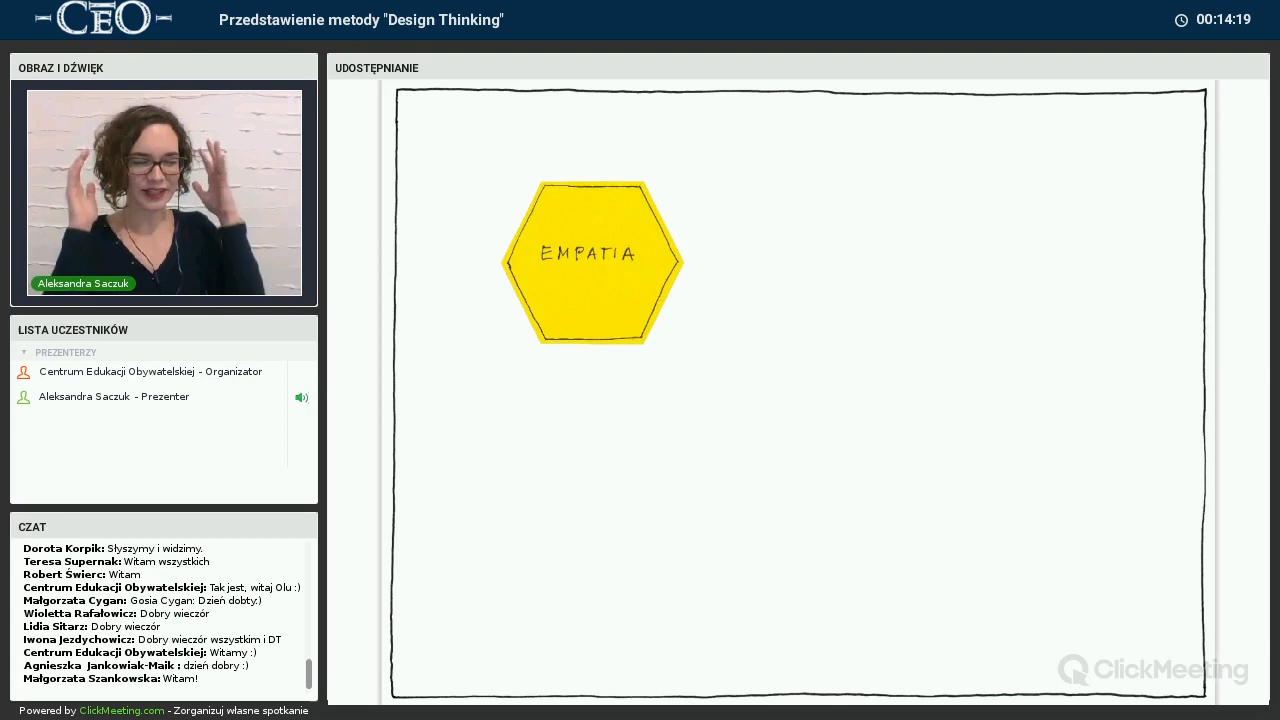 CEO
Przedstawienie metody "Design Thinking"
00:14:19
OBRAZ I DŹWIĘK
Aleksandra Saczuk
LISTA UCZESTNIKÓW
PREZENTERZY
Centrum Edukacji Obywatelskiej - Organizator
Aleksandra Saczuk - Prezenter
CZAT
Dorota Korpik: Słyszymy i widzimy.
Teresa Supernak: Witam wszystkich
Robert Świerc: Witam
Centrum Edukacji Obywatelskiej: Tak jest, witaj Olu :)
Małgorzata Cygan: Gosia Cygan: Dzień dobty:)
Wioletta Rafałowicz: Dobry wieczór
Lidia Sitarz: Dobry wieczór
Iwona Jezdychowicz: Dobry wieczór wszystkim i DT
Centrum Edukacji Obywatelskiej: Witamy :)
Agnieszka Jankowiak-Maik : dzień dobry :)
Małgorzata Szankowska: Witam!
Powered by ClickMeeting.com - Zorganizuj własne spotkanie
UDOSTĘPNIANIE
EMPATIA
ClickMeeting